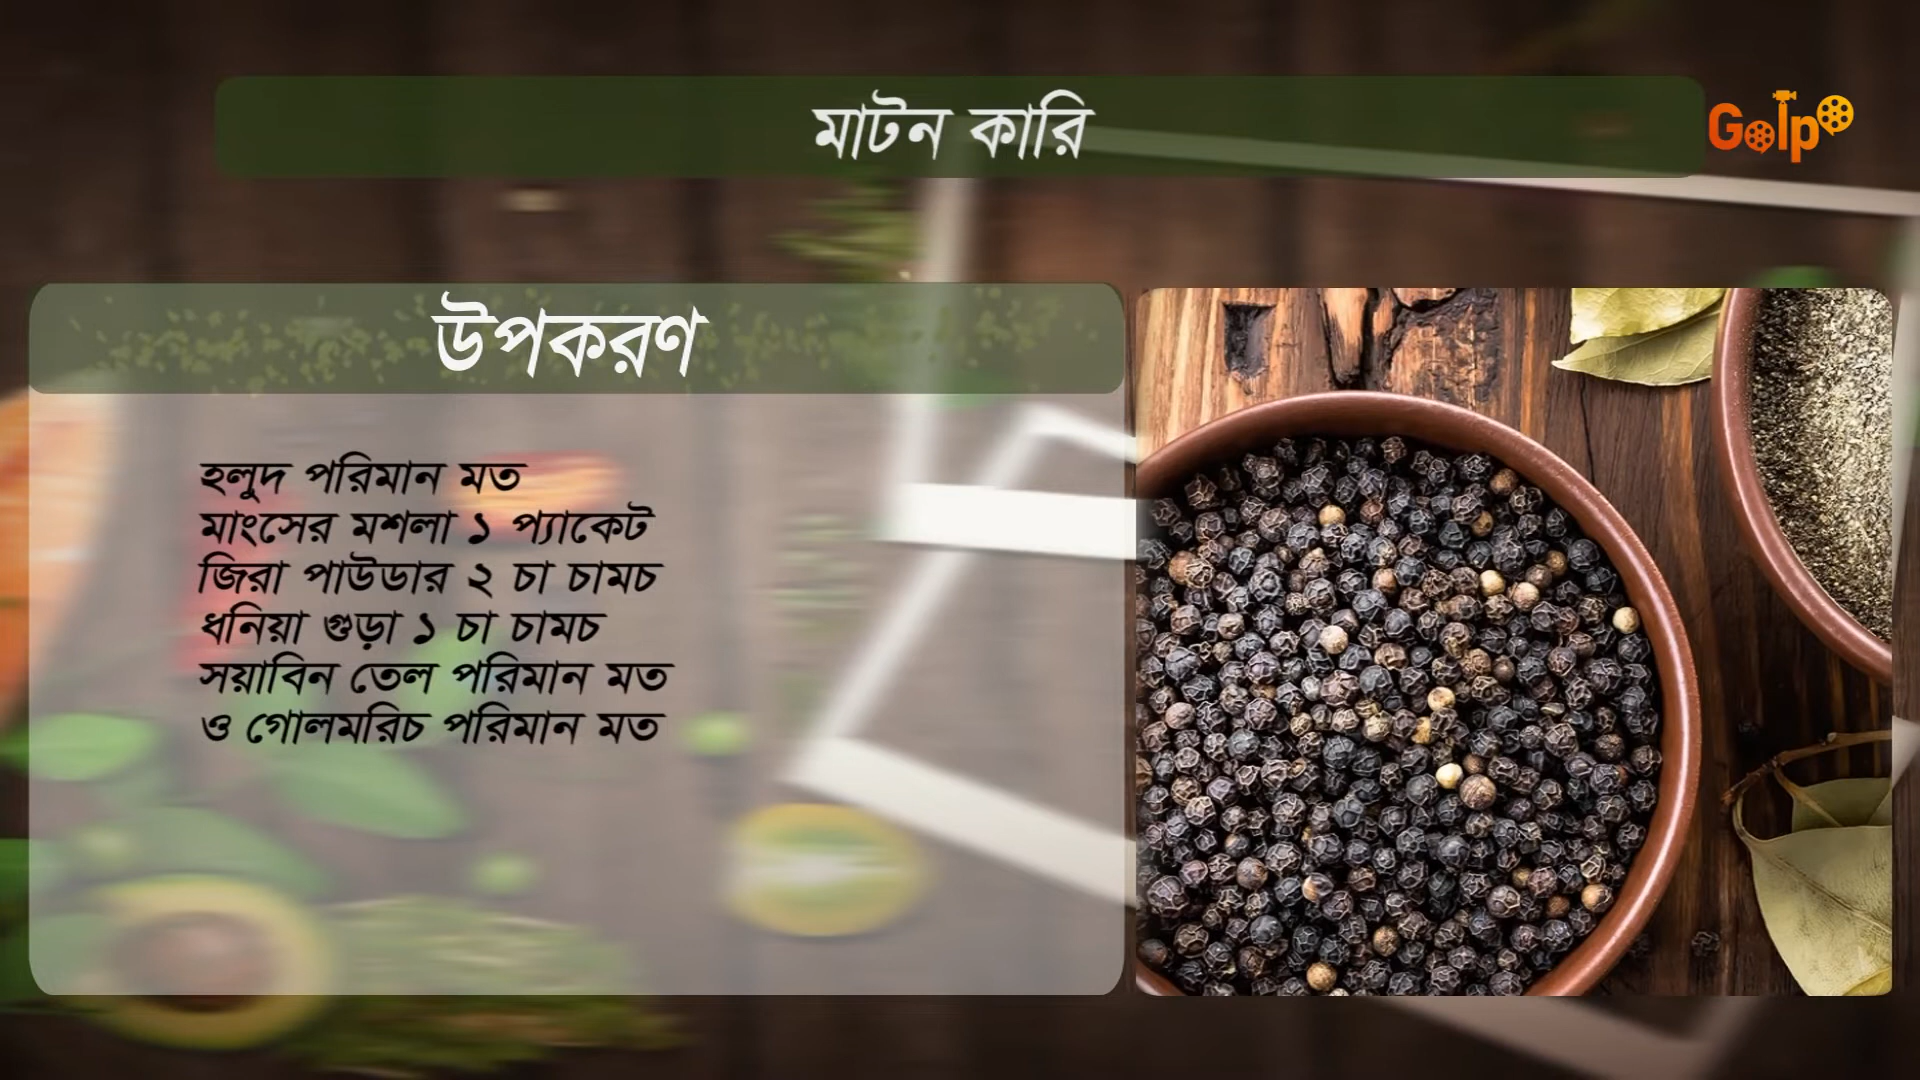 মাটন কারি
Golpo
উপকরণ
হলুদ পরিমান মত
মাংসের মশলা ১ প্যাকেট
জিরা পাউডার ২ চা চামচ
ধনিয়া গুড়া ১ চা চামচ
সয়াবিন তেল পরিমান মত
ও গোলমরিচ পরিমান মত